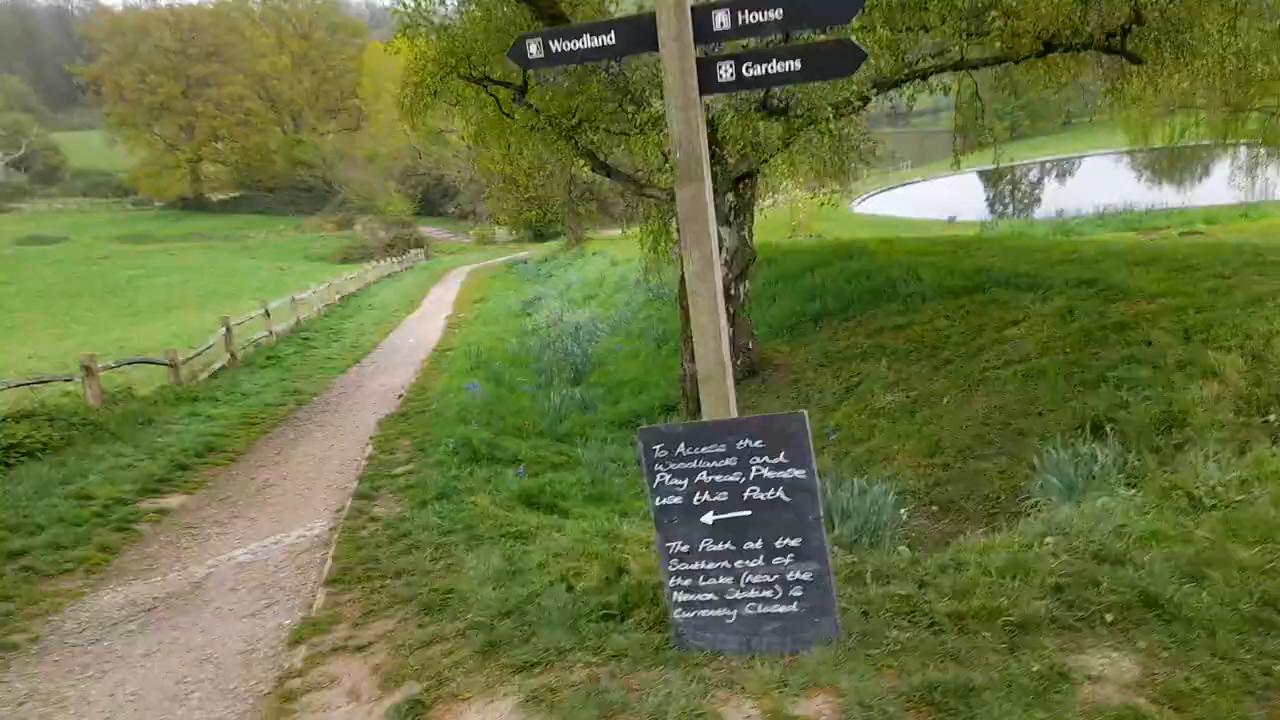 House
Woodland
Gardens
To Access the
Woodlands and
Play Areas, Please
use this Path
The Path at the
Southern end of
the Lake (near the
Statue) is
Currently Closed.